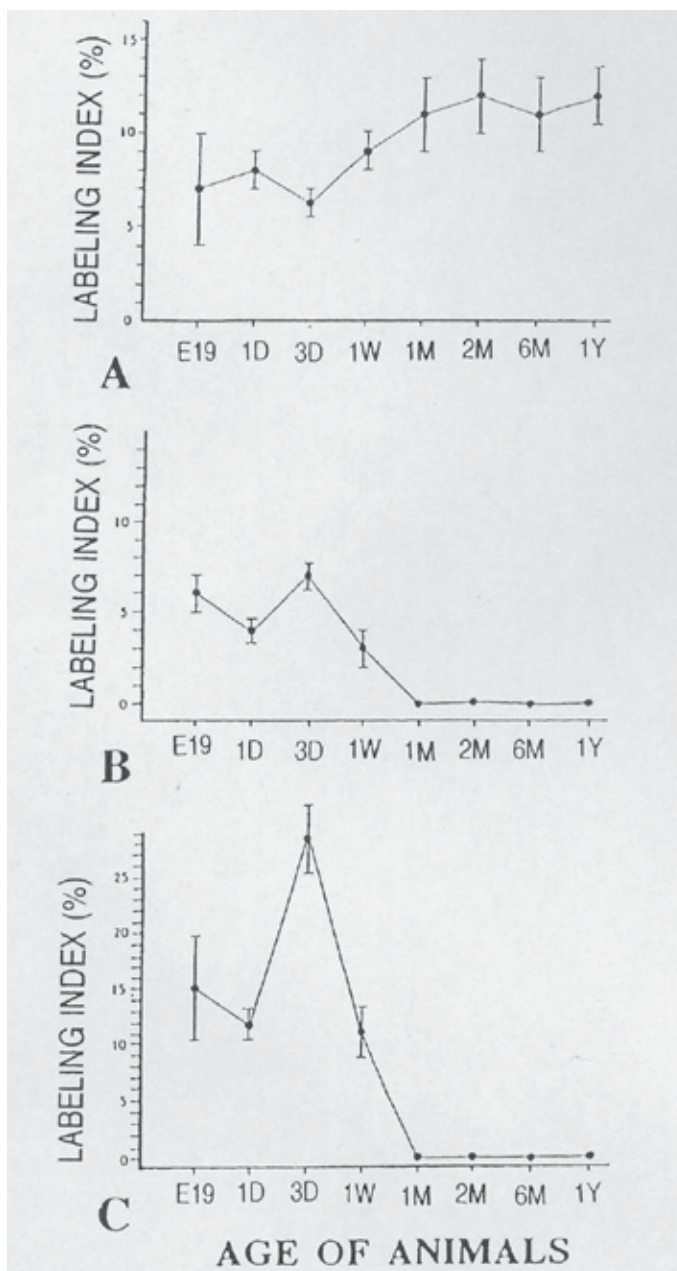 LABELING INDEX (%)
15
10
5
0
E19 1D 3D 1W 1M 2M 6M 1Y
A
LABELING INDEX (%)
10
5
0
E19 1D 3D 1W 1M 2M 6M 1Y
B
LABELING INDEX (%)
25
20
15
10
5
0
E19 1D 3D 1W 1M 2M 6M 1Y
C
AGE OF ANIMALS